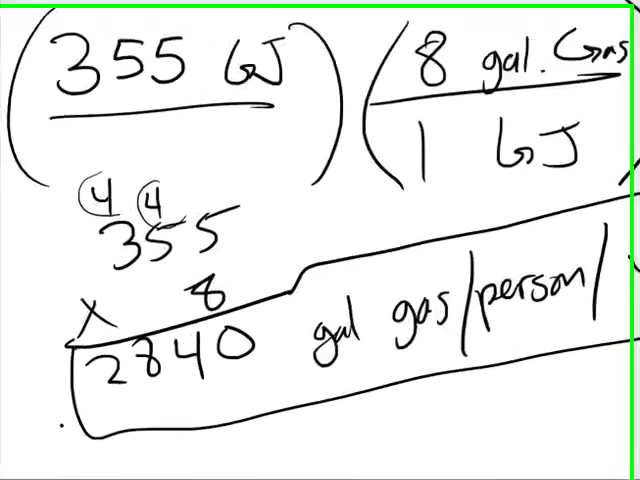 (355 GJ) (8 gal. Gas
1 GJ
4 4
355
x 8
2840 gal gas/person/